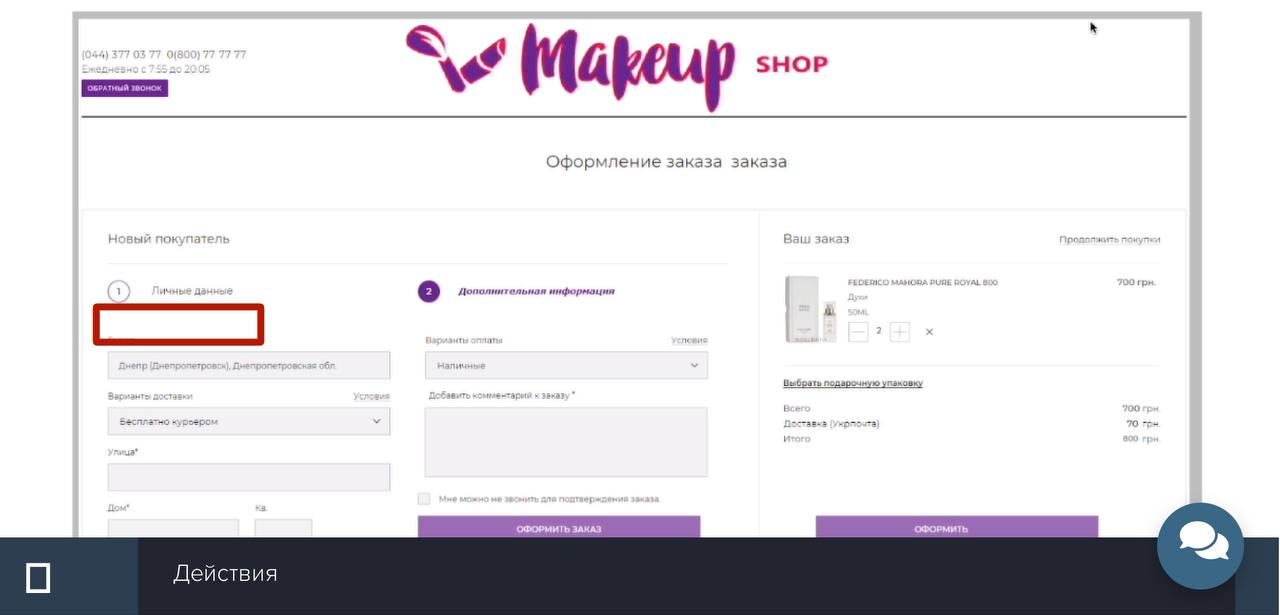 (044) 377 03 77 0(800) 77 77 77
Ежедневно с 7:55 до 20:05
ОБРАТНЫЙ ЗВОНОК
Makeup SHOP
Оформление заказа заказа
Новый покупатель
1 Личные данные
2 Дополнительная информация
Днепр (Днепропетровск), Днепропетровская обл.
Варианты доставки Условия
Бесплатно курьером
Улица*
Дом* Кв.
Варианты оплаты Условия
Наличные
Добавить комментарий к заказу *
Мне можно не звонить для подтверждения заказа.
ОФОРМИТЬ ЗАКАЗ
Ваш заказ Продолжить покупки
FEDERICO MAHORA PURE ROYAL 800 700 грн.
Духи
50ML
2
Выбрать подарочную упаковку
Всего 700 грн.
Доставка (Укрпочта) 70 грн.
Итого 800 грн.
ОФОРМИТЬ
Действия